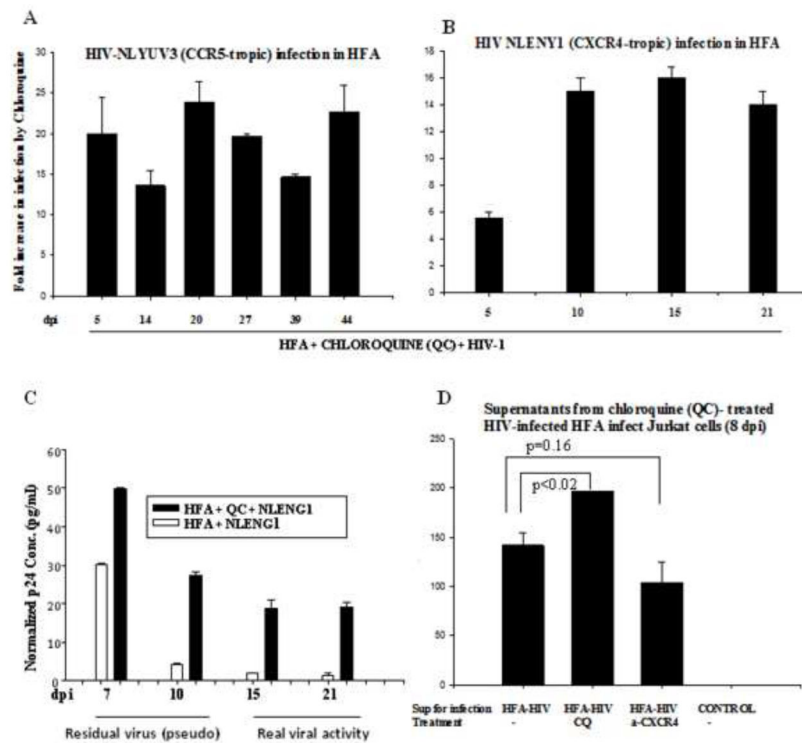 A
HIV-NLYUV3 (CCR5-tropic) infection in HFA
Fold increase in infection by Chloroquine
30
25
20
15
10
5
0
dpi 5 14 20 27 39 44
B
HIV NLENY1 (CXCR4-tropic) infection in HFA
18
16
14
12
10
8
6
4
2
0
5 10 15 21
HFA + CHLOROQUINE (QC) + HIV-1
C
Normalized p24 Conc. (pg/ml)
60
50
40
30
20
10
0
HFA + QC + NLENG1
HFA + NLENG1
dpi 7 10 15 21
Residual virus (pseudo) Real viral activity
D
Supernatants from chloroquine (QC)- treated
HIV-infected HFA infect Jurkat cells (8 dpi)
250
200
150
100
50
0
p=0.16
p<0.02
Sup for infection HFA-HIV HFA-HIV HFA-HIV CONTROL
Treatment - CQ a-CXCR4 -